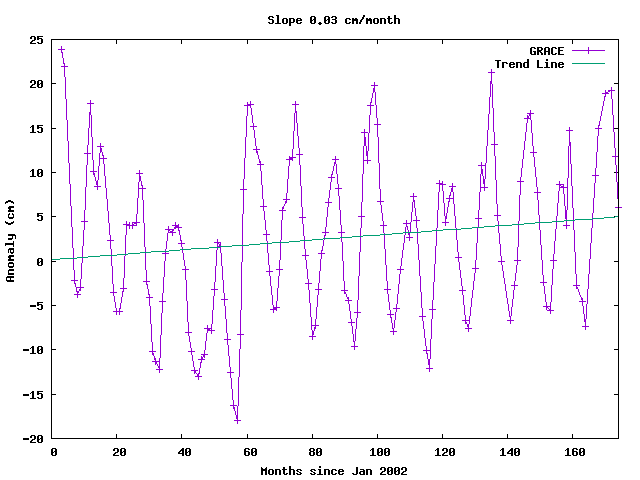 Slope 0.03 cm/month
GRACE
Trend Line
25
20
15
10
5
0
-5
-10
-15
-20
Anomaly (cm)
0 20 40 60 80 100 120 140 160
Months since Jan 2002